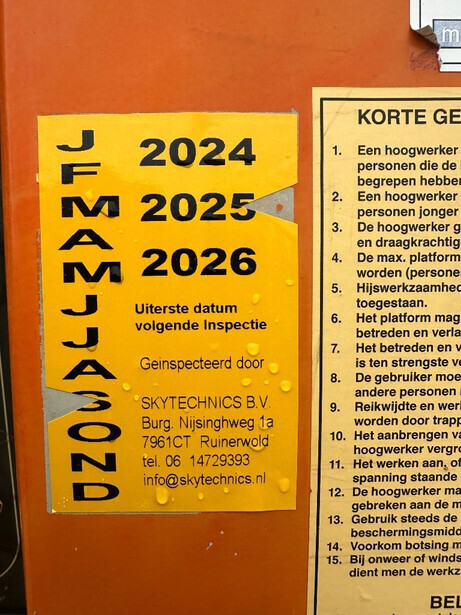 J
F
M
A
M
J
J
A
S
O
N
D
2024
2025
2026
Uiterste datum
volgende Inspectie
Geinspecteerd door
SKYTECHNICS B.V.
Burg. Nijsinghweg 1a
7961CT Ruinerwold
tel. 06 14729393
info@skytechnics.nl
KORTE GE
1. Een hoogwerker
personen die de
begrepen hebben
2. Een hoogwerker
personen jonger
3. De hoogwerker g
en draagkrachtig
4. De max. platform
worden (persone
5. Hijswerkzaamhed
toegestaan.
6. Het platform mag
betreden en verla
7. Het betreden en v
is ten strengste ve
8. De gebruiker moe
andere personen
9. Reikwijdte en werk
worden door trapp
10. Het aanbrengen va
hoogwerker vergro
11. Het werken aan, of
spanning staande
12. De hoogwerker ma
gebreken aan de m
13. Gebruik steeds de
beschermingsmidd
14. Voorkom botsing m
15. Bij onweer of winds
dient men de werkz
BEL